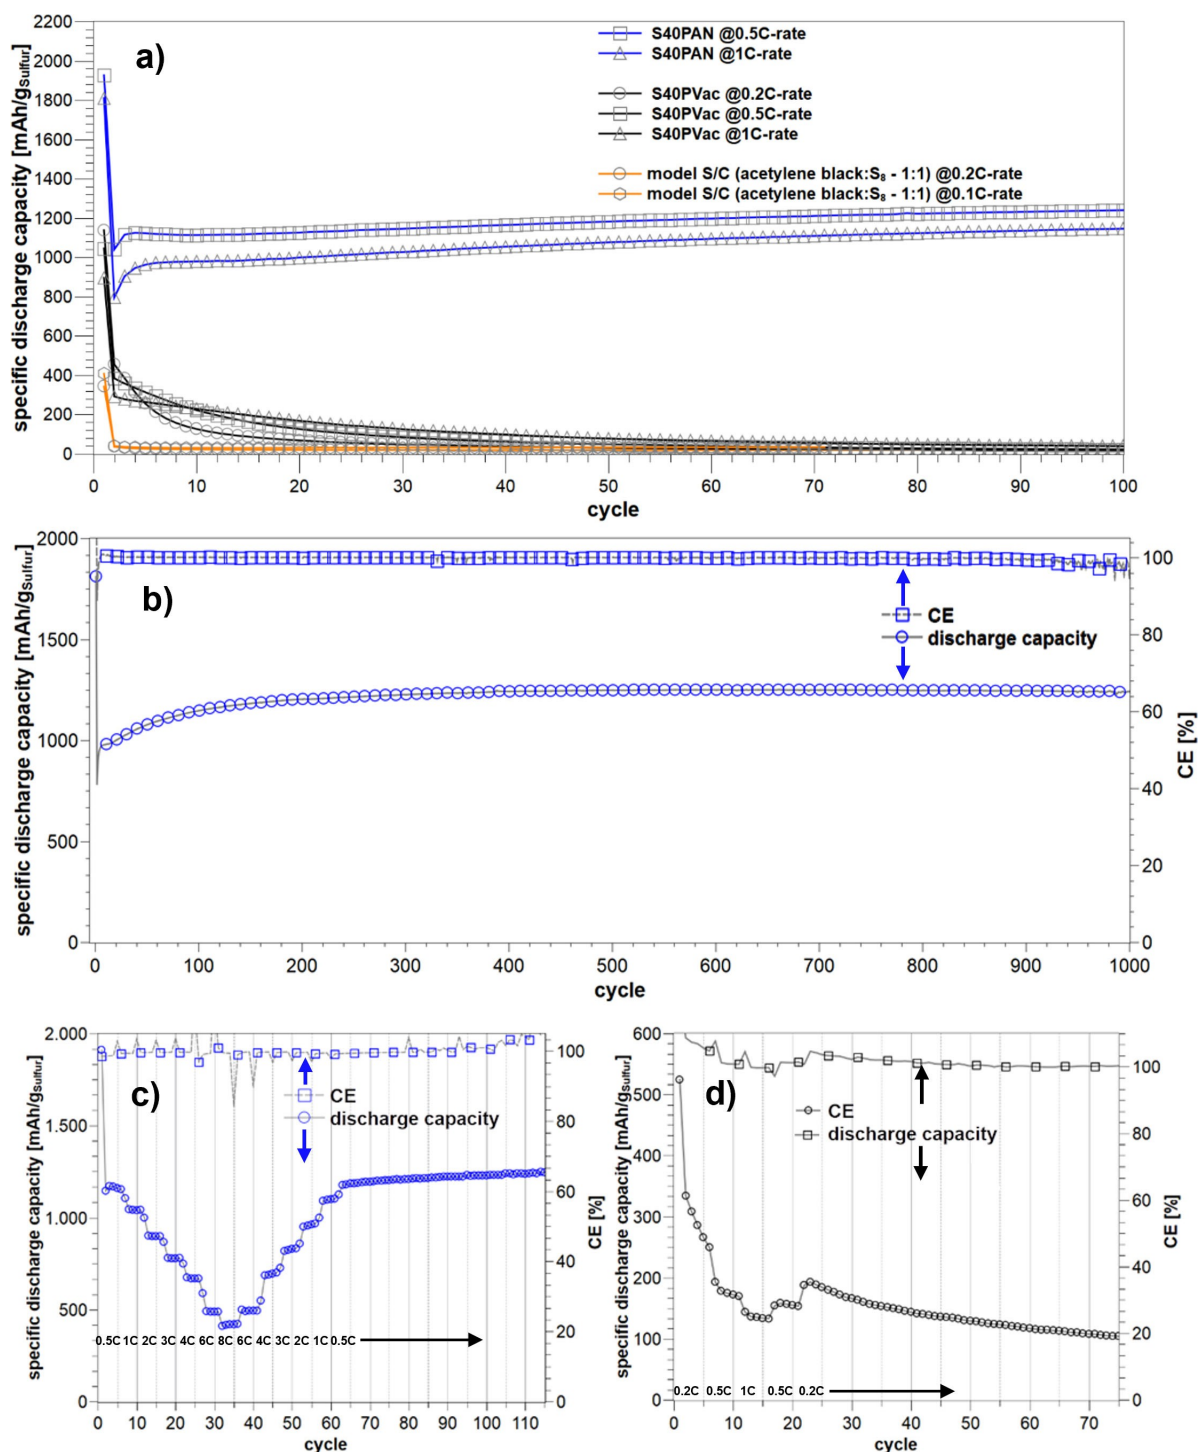 a)
specific discharge capacity [mAh/gsulfur]
2200
2000
1800
1600
1400
1200
1000
800
600
400
200
0
S40PAN @0.5C-rate
S40PAN @1C-rate
S40PVac @0.2C-rate
S40PVac @0.5C-rate
S40PVac @1C-rate
model S/C (acetylene black:S₈ - 1:1) @0.2C-rate
model S/C (acetylene black:S₈ - 1:1) @0.1C-rate
0 10 20 30 40 50 60 70 80 90 100
cycle
b)
specific discharge capacity [mAh/gsulfur]
2000
1500
1000
500
0
CE
discharge capacity
100
80
60
40
20
0
CE [%]
0 100 200 300 400 500 600 700 800 900 1000
cycle
c)
specific discharge capacity [mAh/gsulfur]
2.000
1.500
1.000
500
0
CE
discharge capacity
0.5C 1C 2C 3C 4C 6C 8C 6C 4C 3C 2C 1C 0.5C
100
80
60
40
20
0
CE [%]
0 10 20 30 40 50 60 70 80 90 100 110
cycle
d)
specific discharge capacity [mAh/gsulfur]
600
500
400
300
200
100
0
CE
discharge capacity
0.2C 0.5C 1C 0.5C 0.2C
100
80
60
40
20
0
CE [%]
0 10 20 30 40 50 60 70
cycle